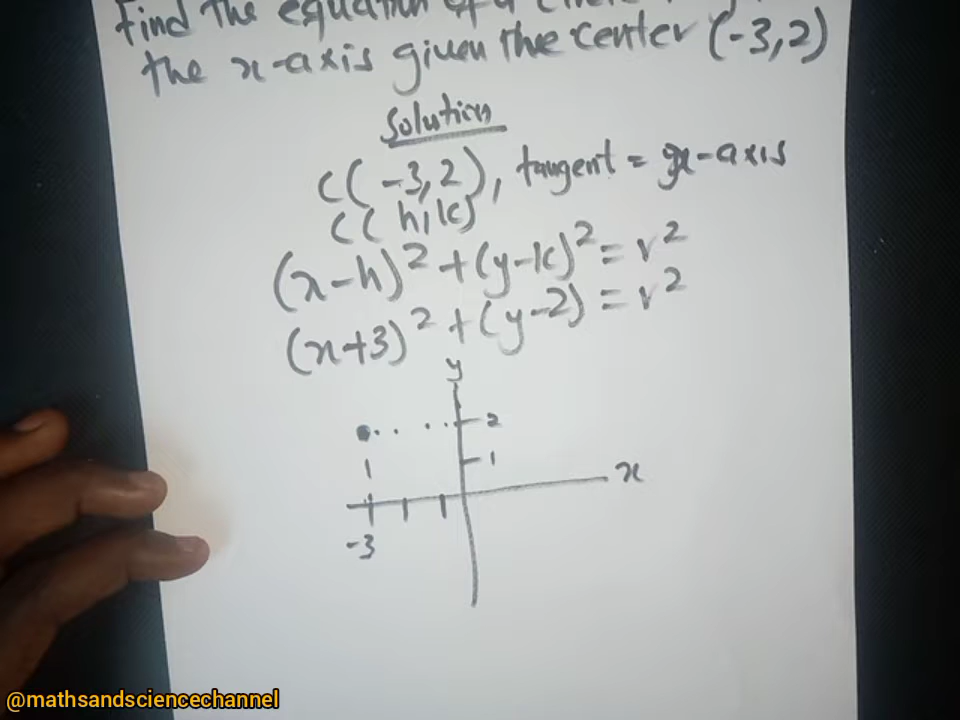 find the equation of a circle
the x-axis given the center (-3,2)
Solution
C(-3,2), tangent = x-axis
C(h,k)
(x-h)² + (y-k)² = r²
(x+3)² + (y-2) = r²
y
2
1
x
-3
@mathsandsciencechannel